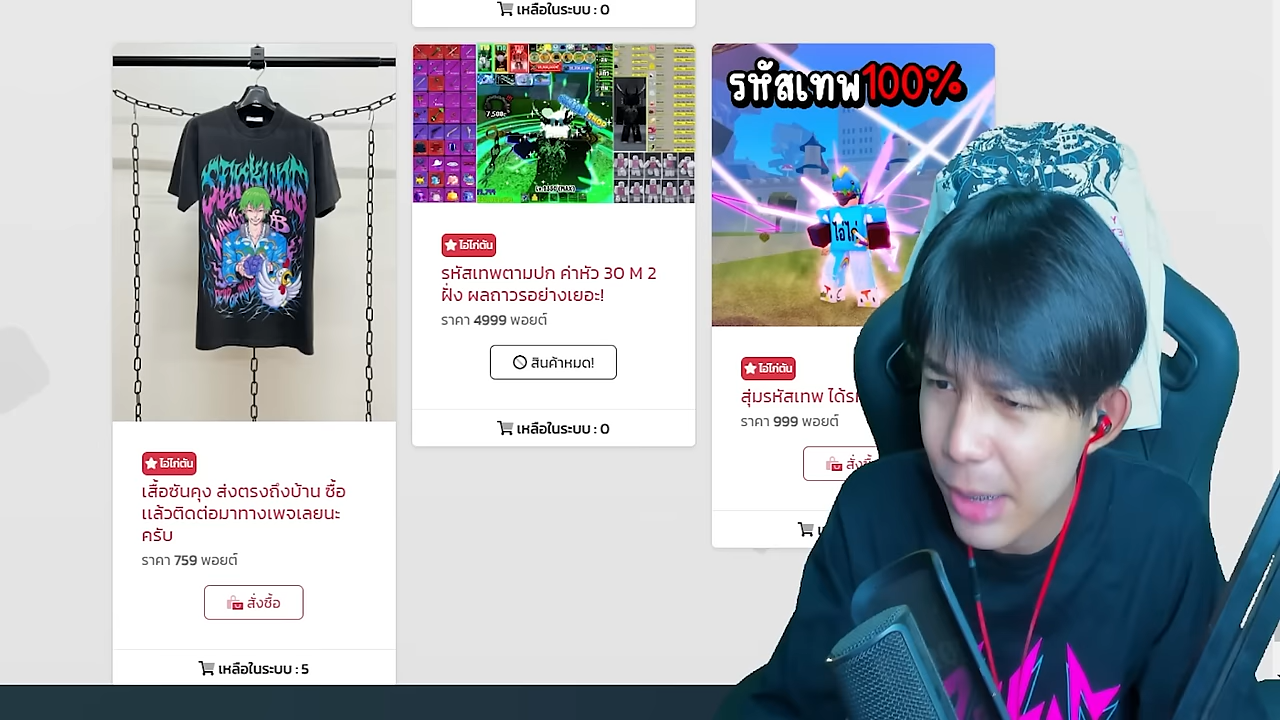 เหลือในระบบ : 0
ไอ้ไก่ตัน
เสื้อซันคุง ส่งตรงถึงบ้าน ซื้อ
แล้วติดต่อมาทางเพจเลยนะ
ครับ
ราคา 759 พอยต์
สั่งซื้อ
เหลือในระบบ : 5
7,500
Lv. (MAX)
ไอ้ไก่ตัน
รหัสเทพตามปก ค่าหัว 30 M 2
ฝั่ง ผลถาวรอย่างเยอะ!
ราคา 4999 พอยต์
สินค้าหมด!
เหลือในระบบ : 0
รหัสเทพ100%
ไอ้ไก่
ไอ้ไก่ตัน
สุ่มรหัสเทพ
ราคา 999 พอยต์